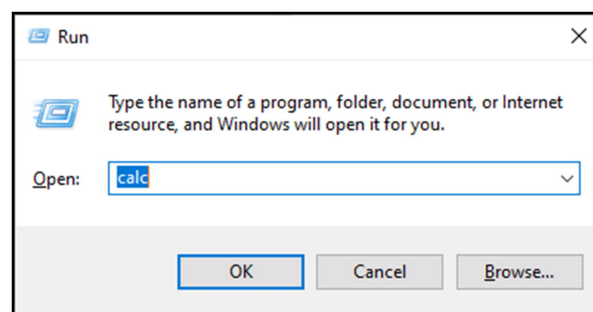 Run
Type the name of a program, folder, document, or Internet
resource, and Windows will open it for you.
Open: calc
OK Cancel Browse...